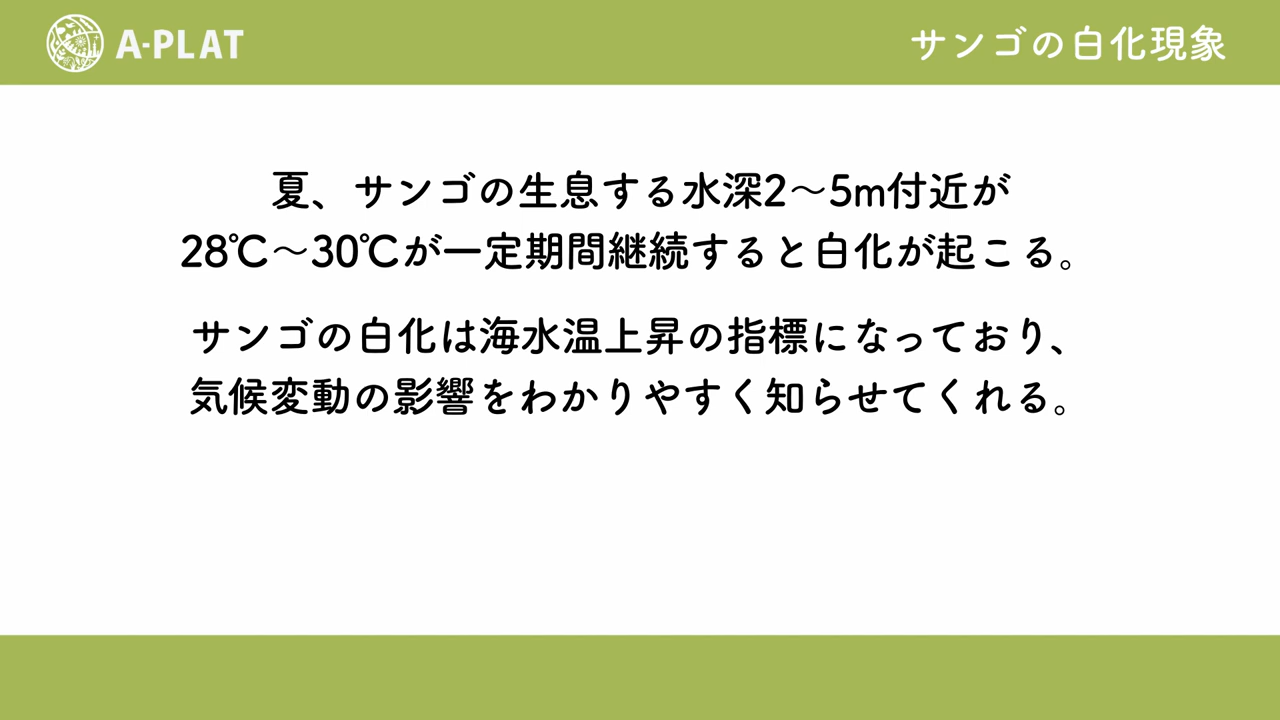 A-PLAT
サンゴの白化現象
夏、サンゴの生息する水深2〜5m付近が
28℃〜30℃が一定期間継続すると白化が起こる。
サンゴの白化は海水温上昇の指標になっており、
気候変動の影響をわかりやすく知らせてくれる。